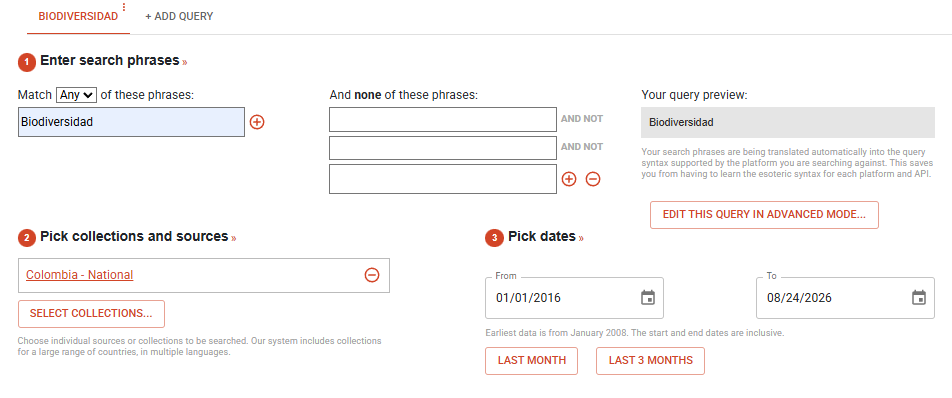 BIODIVERSIDAD
+ ADD QUERY
1 Enter search phrases »
Match Any of these phrases:
Biodiversidad
And none of these phrases:
AND NOT
AND NOT
Your query preview:
Biodiversidad
Your search phrases are being translated automatically into the query
syntax supported by the platform you are searching against. This saves
you from having to learn the esoteric syntax for each platform and API.
EDIT THIS QUERY IN ADVANCED MODE...
2 Pick collections and sources »
Colombia - National
SELECT COLLECTIONS...
Choose individual sources or collections to be searched. Our system includes collections
for a large range of countries, in multiple languages.
3 Pick dates »
From
01/01/2016
To
08/24/2026
Earliest data is from January 2008. The start and end dates are inclusive.
LAST MONTH
LAST 3 MONTHS